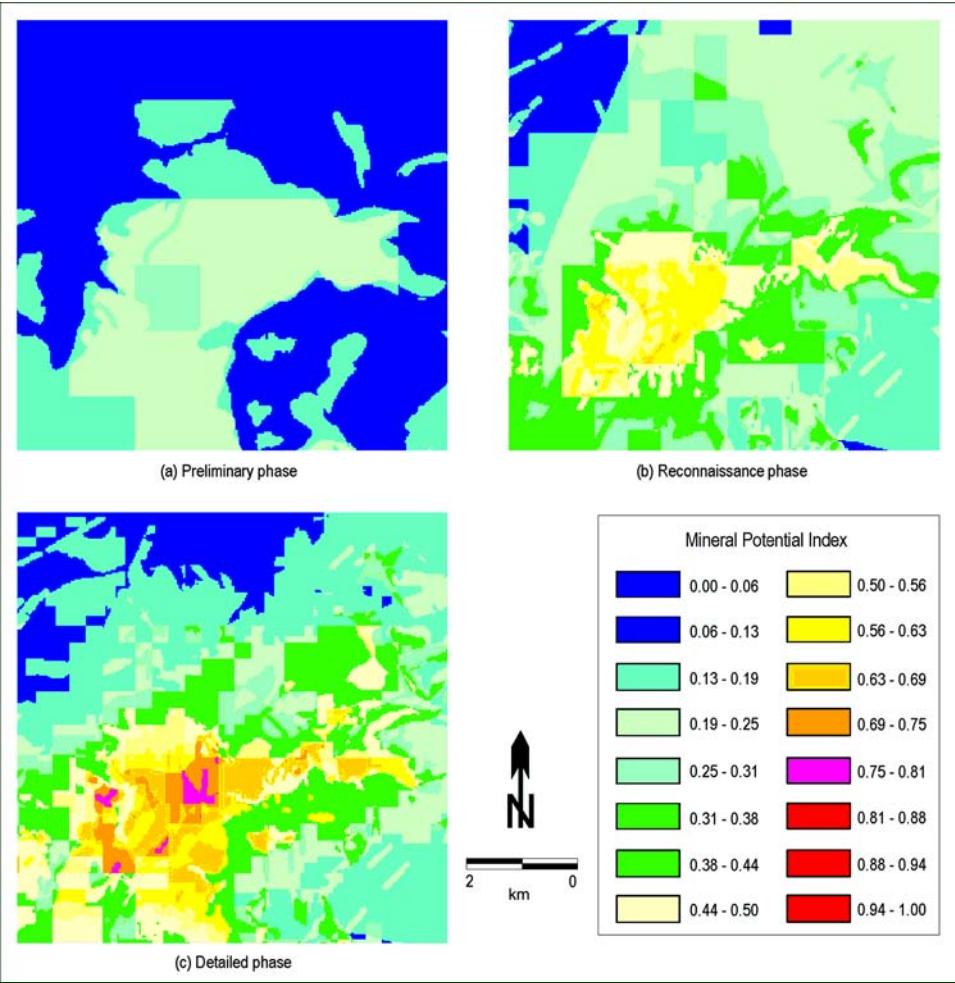 (a) Preliminary phase
(b) Reconnaissance phase
(c) Detailed phase
Mineral Potential Index
0.00 - 0.06
0.06 - 0.13
0.13 - 0.19
0.19 - 0.25
0.25 - 0.31
0.31 - 0.38
0.38 - 0.44
0.44 - 0.50
0.50 - 0.56
0.56 - 0.63
0.63 - 0.69
0.69 - 0.75
0.75 - 0.81
0.81 - 0.88
0.88 - 0.94
0.94 - 1.00
N
2 0
km